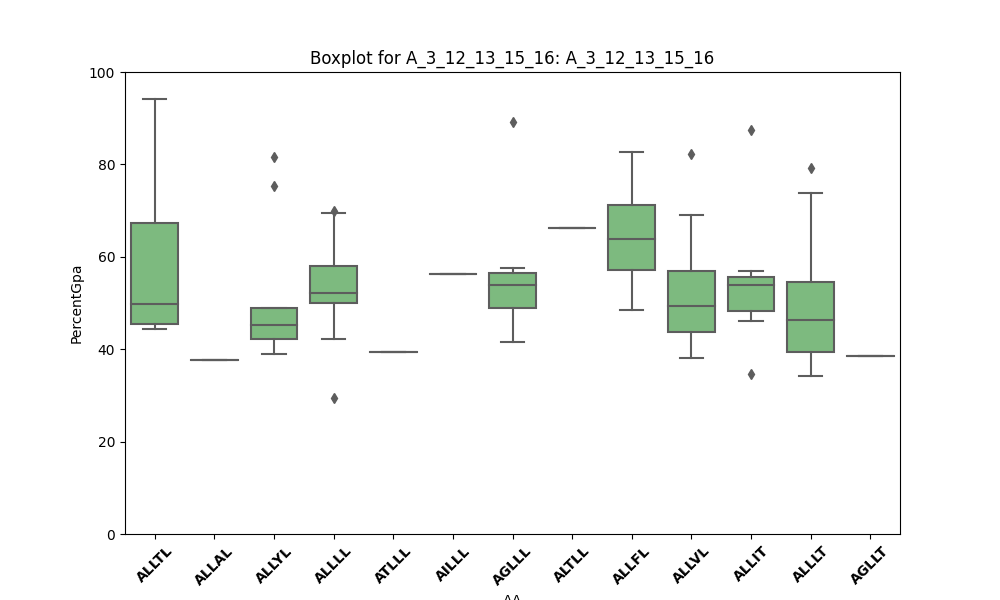 Boxplot for A_3_12_13_15_16: A_3_12_13_15_16
100
80
60
40
20
0
PercentGpa
ALLTL
ALLAL
ALLYL
ALLLL
ATLLL
AILLL
AGLLL
ALTLL
ALLFL
ALLVL
ALLIT
ALLLT
AGLLT
AA